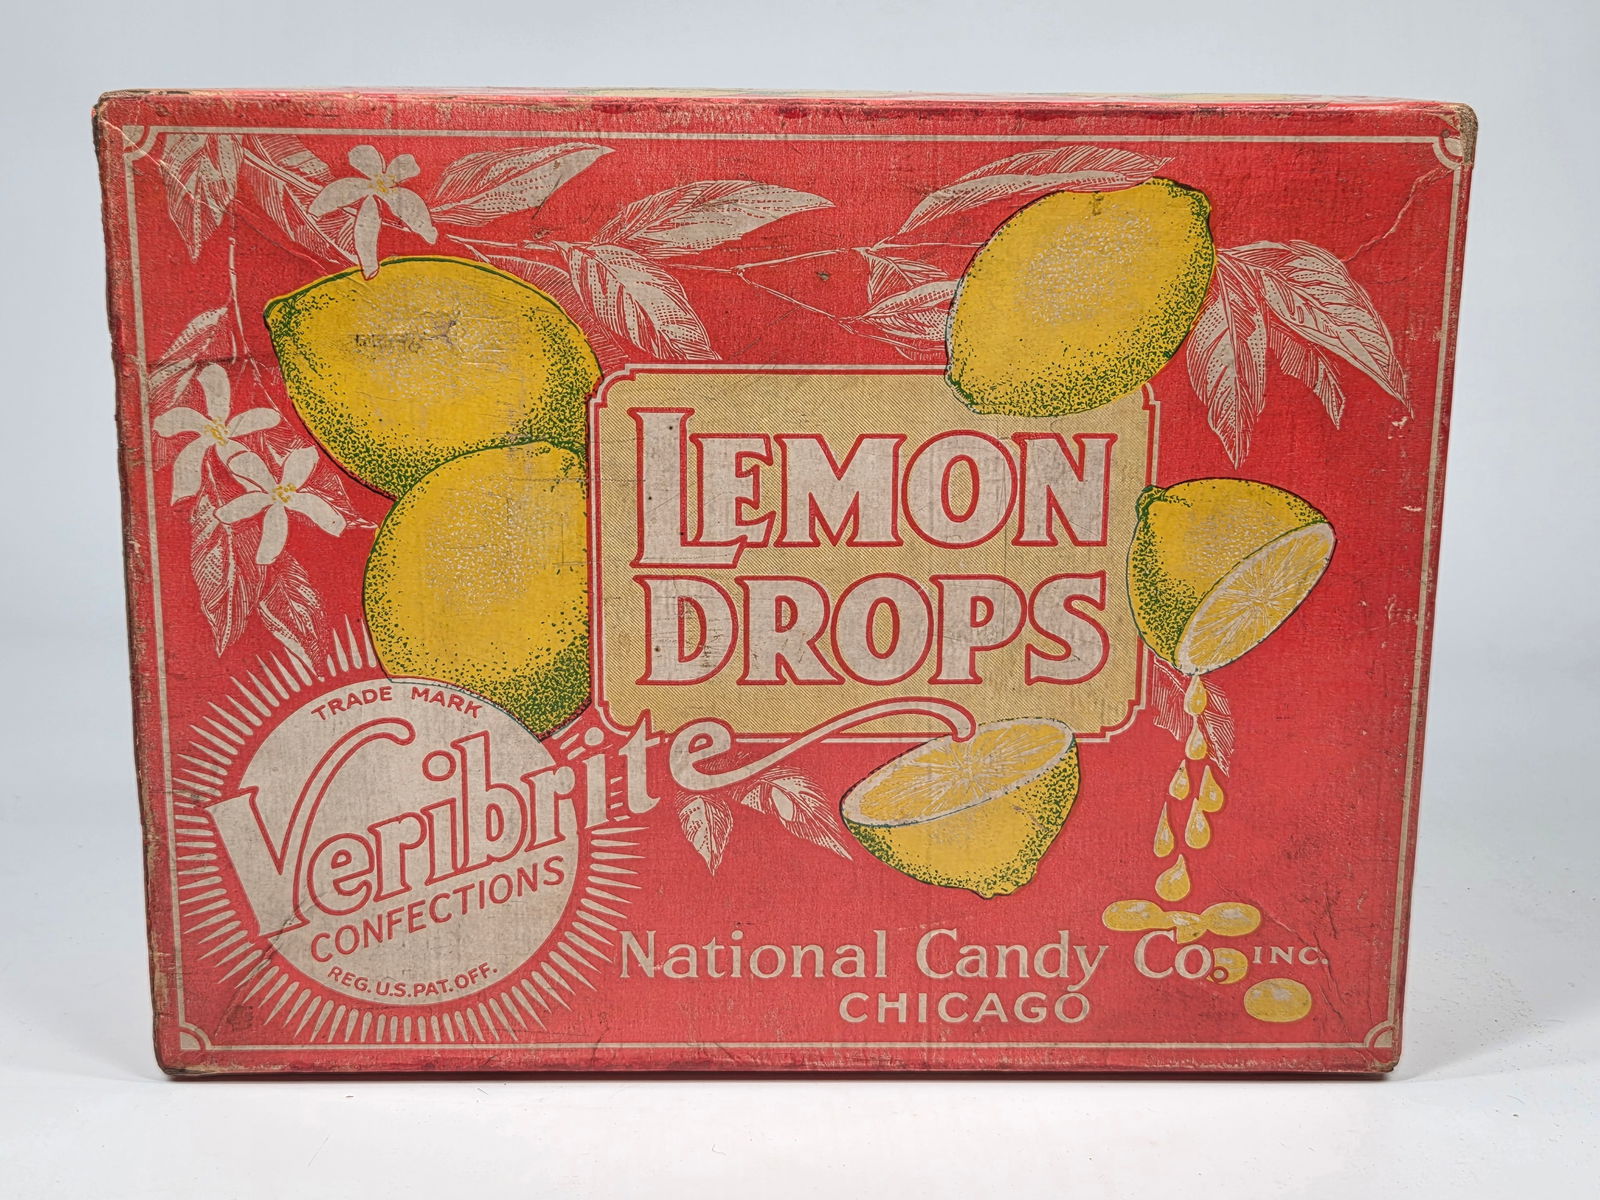 LEMON
DROPS
TRADE MARK
Veribrite
CONFECTIONS
REG. U.S. PAT. OFF.
National Candy Co. INC.
CHICAGO